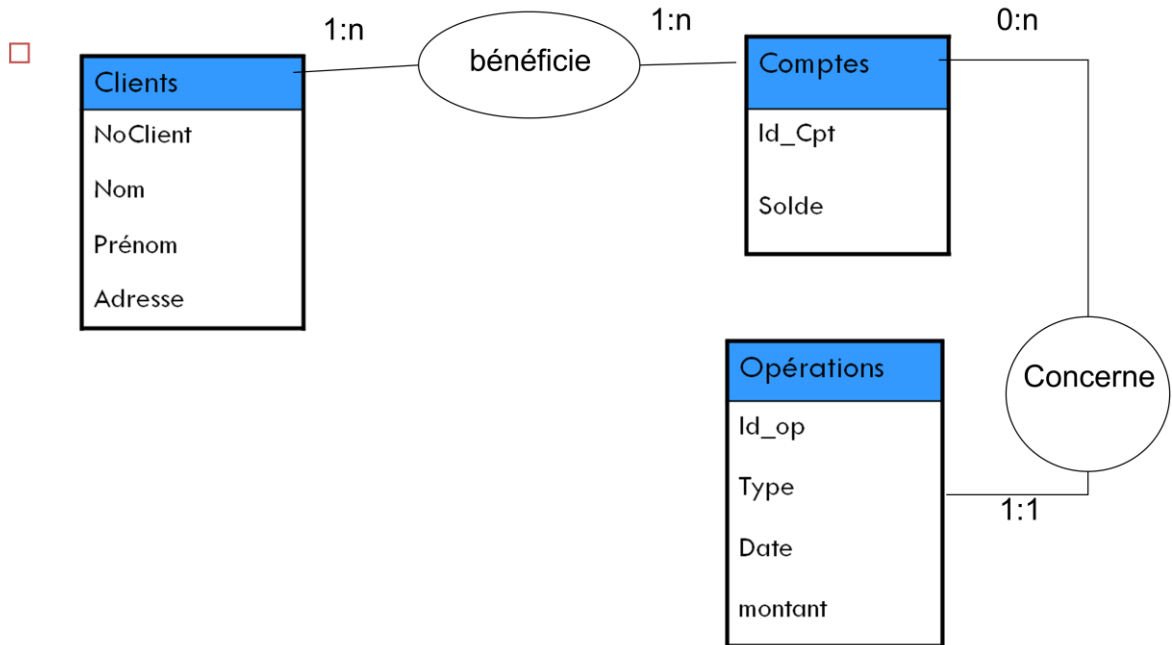 1:n
bénéficie
1:n
0:n
Clients
NoClient
Nom
Prénom
Adresse
Comptes
Id_Cpt
Solde
Concerne
Opérations
Id_op
Type
Date
montant
1:1